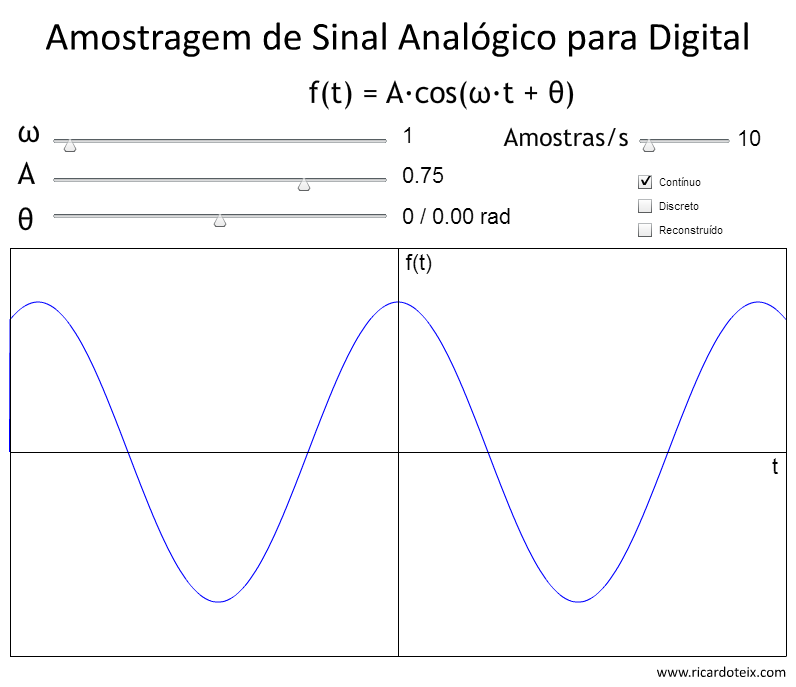 Amostragem de Sinal Analógico para Digital
f(t) = A·cos(ω·t + θ)
ω 1 Amostras/s 10
A 0.75 Contínuo
Discreto
θ 0 / 0.00 rad
Reconstruído
f(t)
t
www.ricardoteix.com